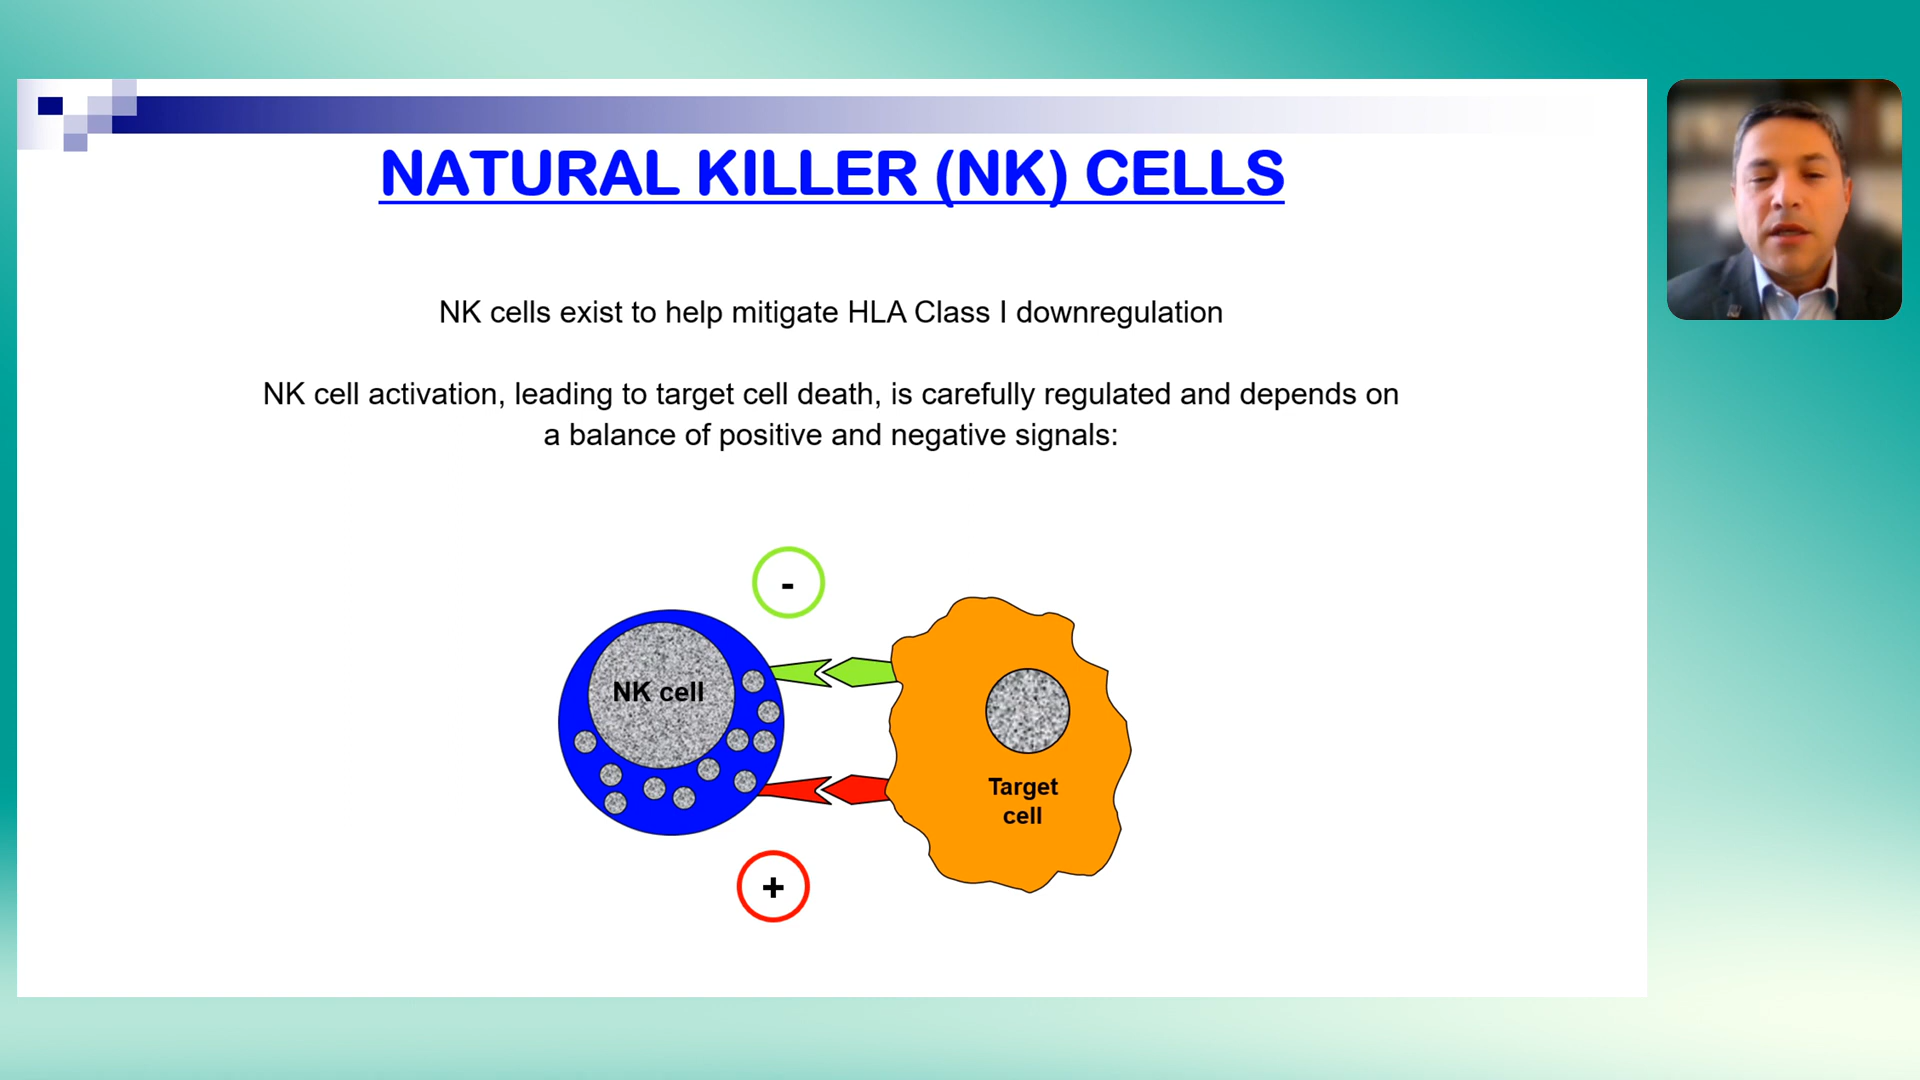 NATURAL KILLER (NK) CELLS
NK cells exist to help mitigate HLA Class I downregulation
NK cell activation, leading to target cell death, is carefully regulated and depends on
a balance of positive and negative signals:
-
NK cell
Target
cell
+